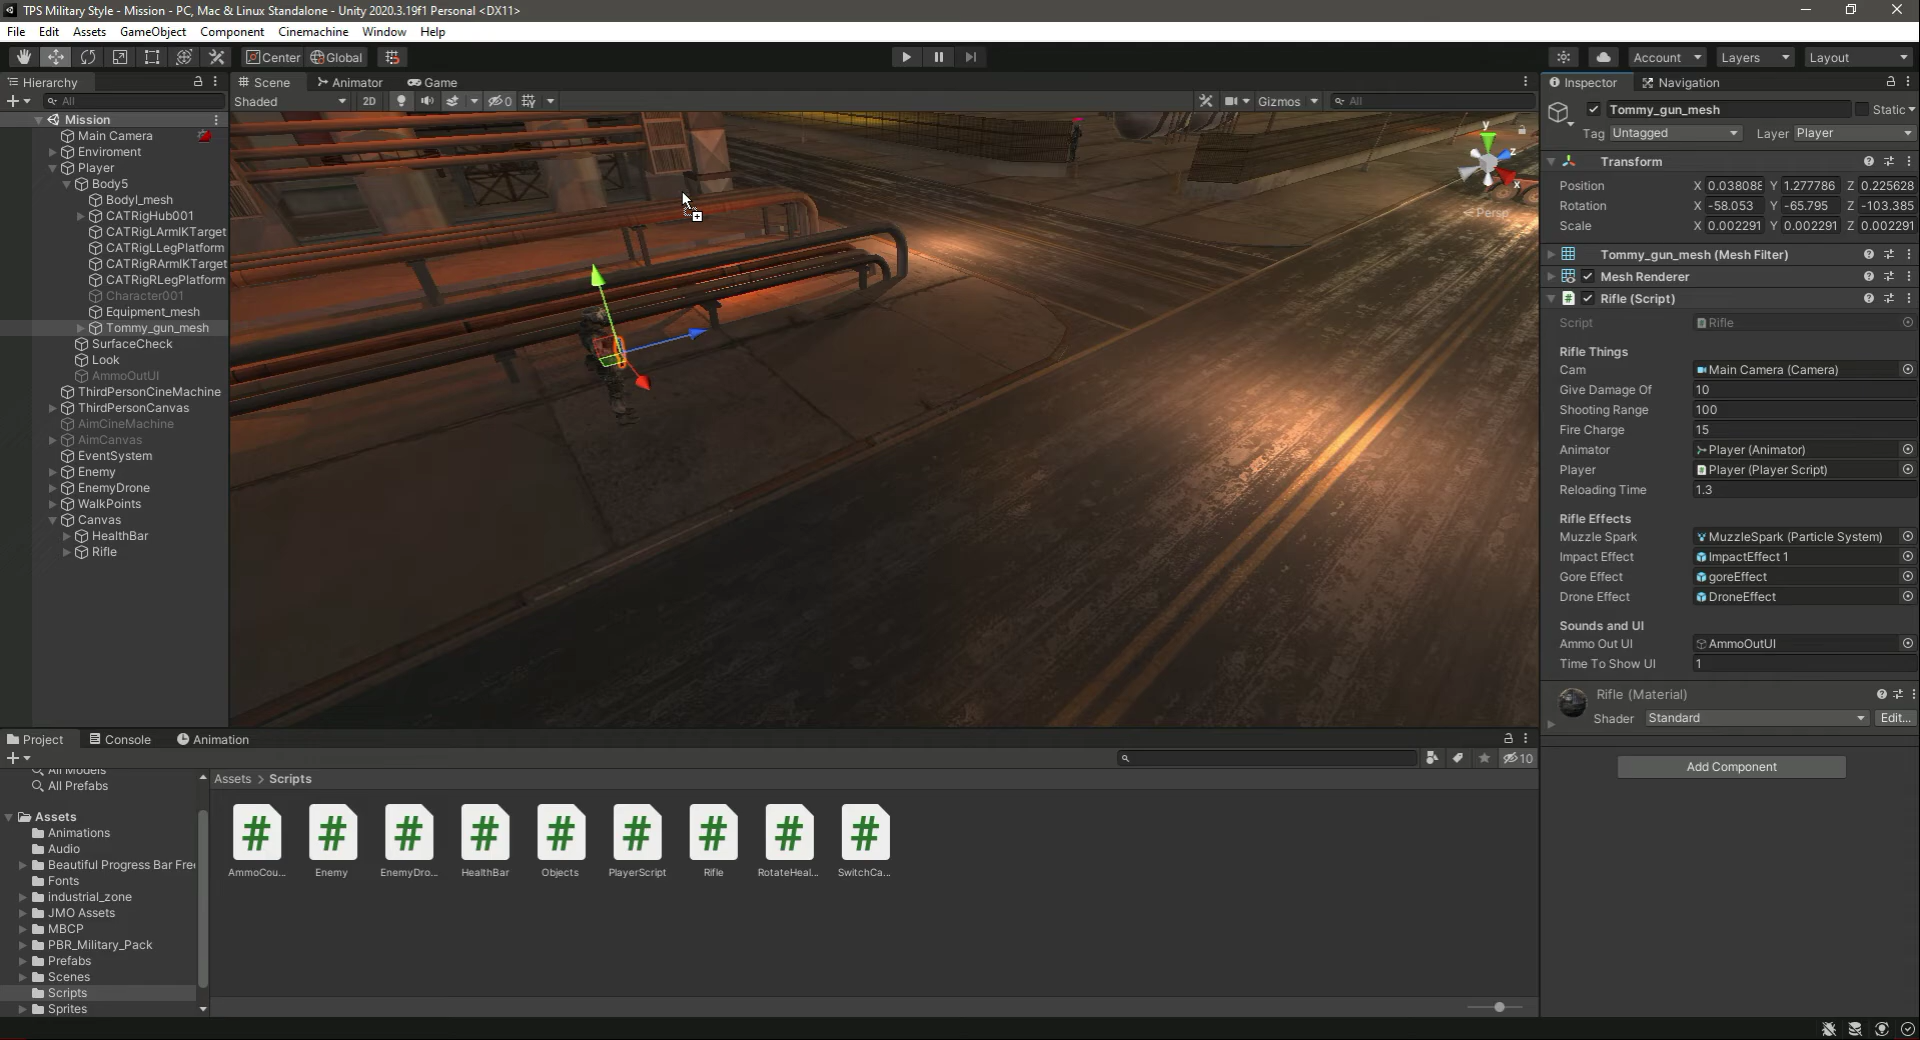 TPS Military Style - Mission - PC, Mac & Linux Standalone - Unity 2020.3.19f1 Personal <DX11>
File Edit Assets GameObject Component Cinemachine Window Help
Center Global Account Layers Layout
Hierarchy
All
Mission
Main Camera
Enviroment
Player
Body5
Bodyl_mesh
CATRigHub001
CATRigLArmIKTarget
CATRigLLegPlatform
CATRigRArmIKTarget
CATRigRLegPlatform
Character001
Equipment_mesh
Tommy_gun_mesh
SurfaceCheck
Look
AmmoOutUI
ThirdPersonCineMachine
ThirdPersonCanvas
AimCineMachine
AimCanvas
EventSystem
Enemy
EnemyDrone
WalkPoints
Canvas
HealthBar
Rifle
Scene Animator Game
Shaded 2D 0 Gizmos All
y
z
x
Persp
Inspector Navigation
Tommy_gun_mesh Static
Tag Untagged Layer Player
Transform
Position X 0.038088 Y 1.277786 Z 0.225628
Rotation X -58.053 Y -65.795 Z -103.385
Scale X 0.002291 Y 0.002291 Z 0.002291
Tommy_gun_mesh (Mesh Filter)
Mesh Renderer
# Rifle (Script)
Script Rifle
Rifle Things
Cam Main Camera (Camera)
Give Damage Of 10
Shooting Range 100
Fire Charge 15
Animator Player (Animator)
Player Player (Player Script)
Reloading Time 1.3
Rifle Effects
Muzzle Spark MuzzleSpark (Particle System)
Impact Effect ImpactEffect 1
Gore Effect goreEffect
Drone Effect DroneEffect
Sounds and UI
Ammo Out UI AmmoOutUI
Time To Show UI 1
Rifle (Material)
Shader Standard Edit...
Add Component
Project Console Animation
10
All Models
All Prefabs
Assets
Animations
Audio
Beautiful Progress Bar Free
Fonts
industrial_zone
JMO Assets
MBCP
PBR_Military_Pack
Prefabs
Scenes
Scripts
Sprites
Assets > Scripts
# # # # # # # # #
AmmoCou... Enemy EnemyDro... HealthBar Objects PlayerScript Rifle RotateHeal... SwitchCa...